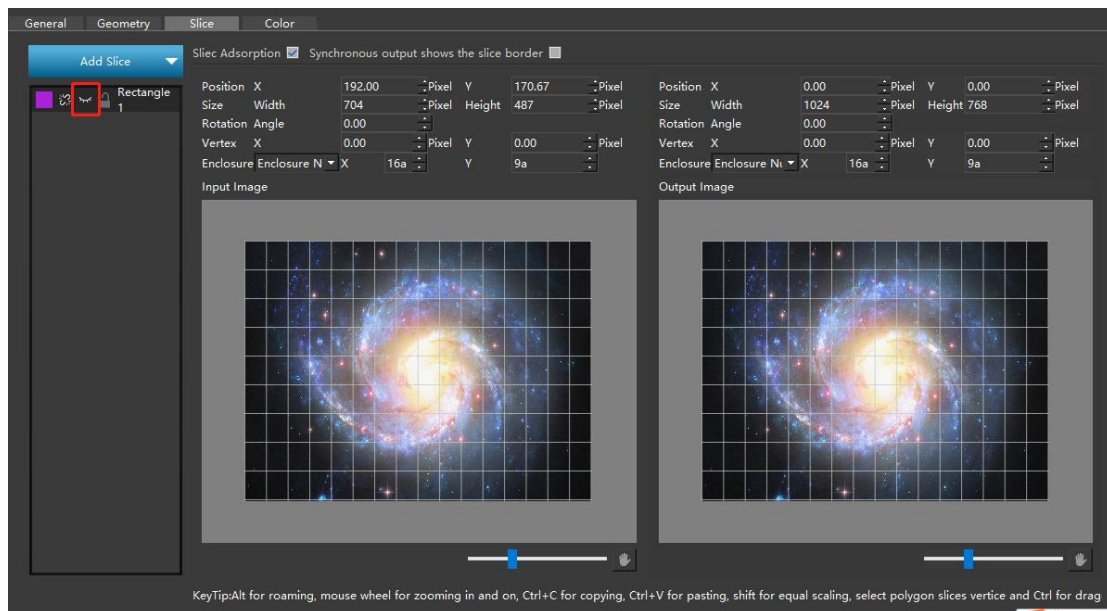 General Geometry Slice Color
Add Slice
Sliec Adsorption Synchronous output shows the slice border
Rectangle
1
Position X 192.00 Pixel Y 170.67 Pixel
Size Width 704 Pixel Height 487 Pixel
Rotation Angle 0.00
Vertex X 0.00 Pixel Y 0.00 Pixel
Enclosure Enclosure N X 16a Y 9a
Input Image
Position X 0.00 Pixel Y 0.00 Pixel
Size Width 1024 Pixel Height 768 Pixel
Rotation Angle 0.00
Vertex X 0.00 Pixel Y 0.00 Pixel
Enclosure Enclosure Nu X 16a Y 9a
Output Image
KeyTip:Alt for roaming, mouse wheel for zooming in and on, Ctrl+C for copying, Ctrl+V for pasting, shift for equal scaling, select polygon slices vertice and Ctrl for drag